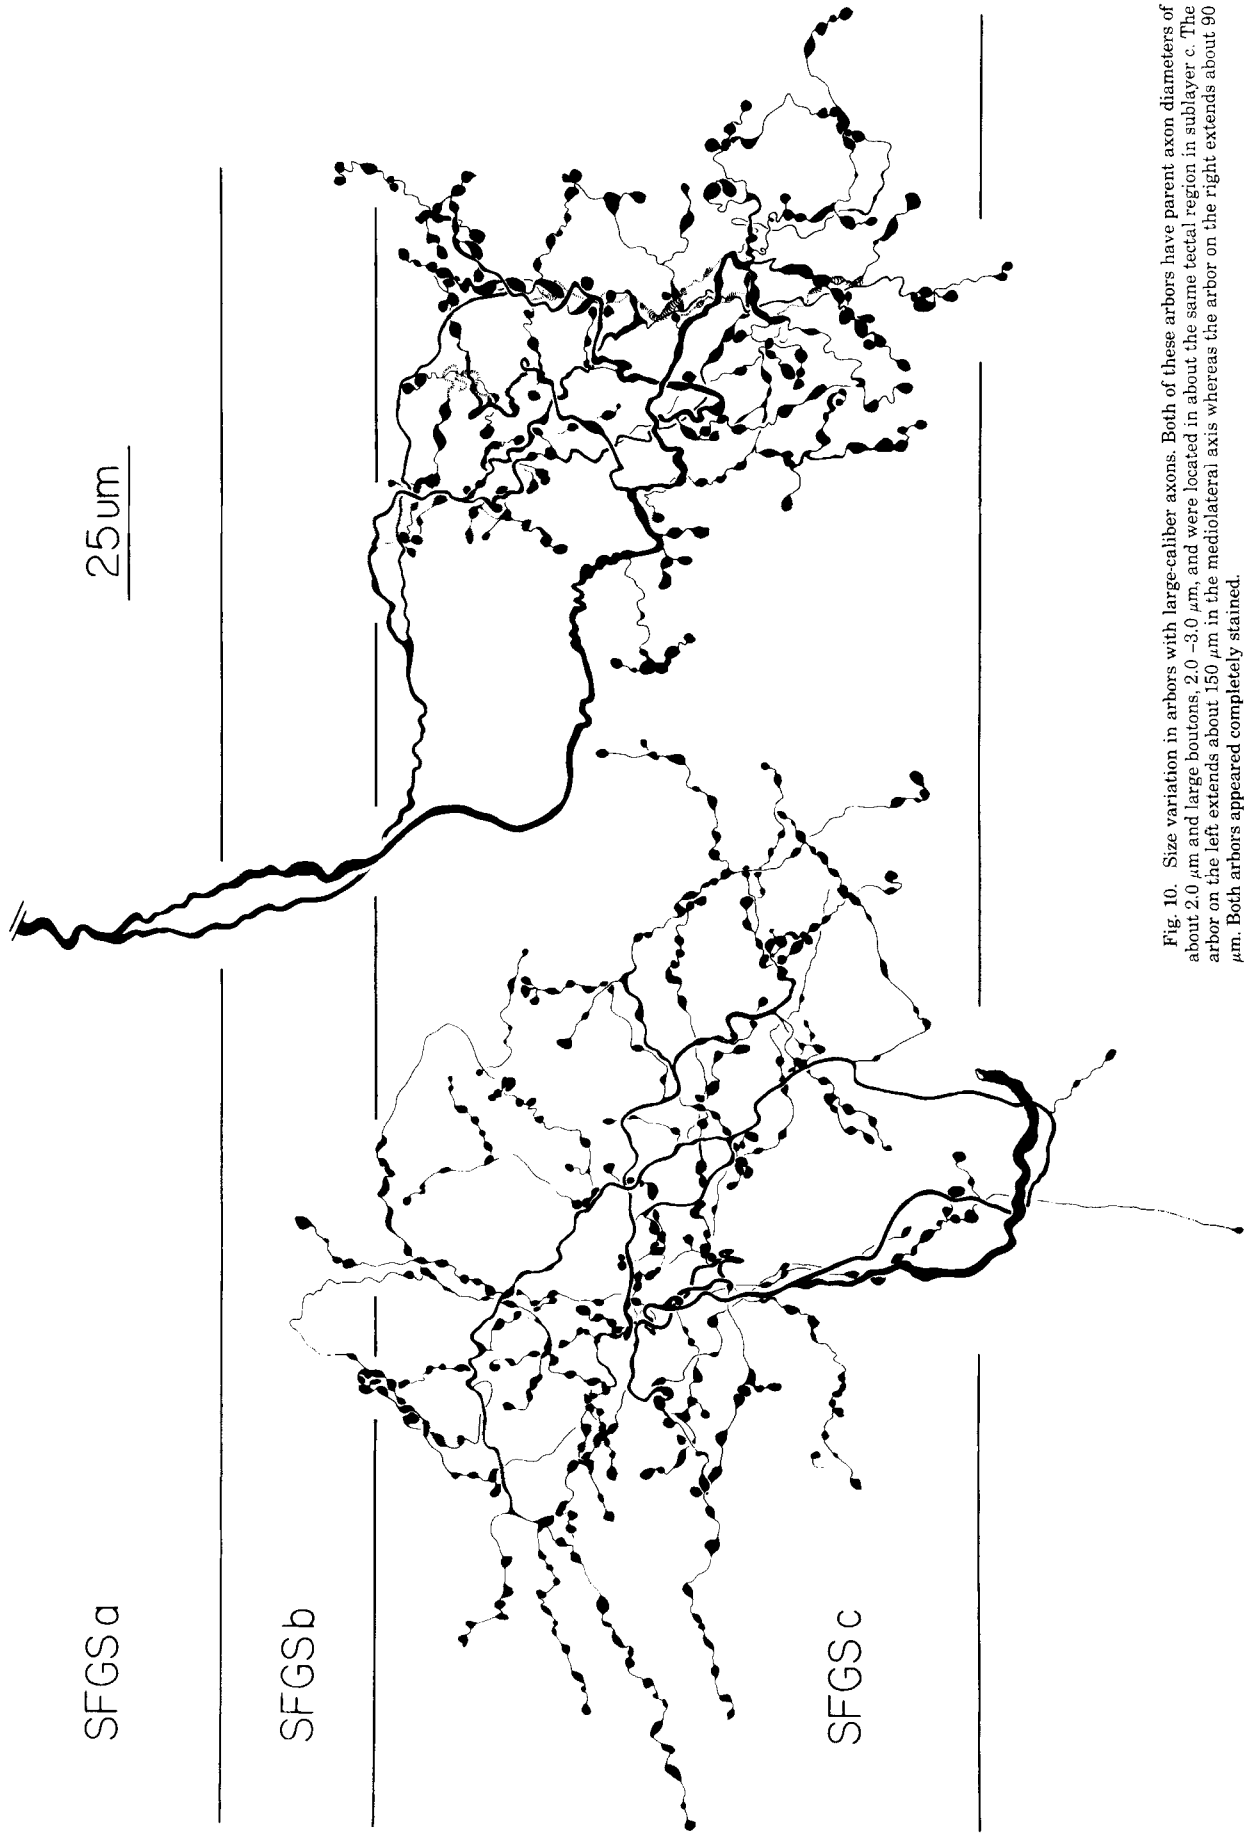 SFGSa
SFGSb
SFGSc
25um
Fig. 10. Size variation in arbors with large-caliber axons. Both of these arbors have parent axon diameters of
about 2.0 μm and large boutons, 2.0 –3.0 μm, and were located in about the same tectal region in sublayer c. The
arbor on the left extends about 150 μm in the mediolateral axis whereas the arbor on the right extends about 90
μm. Both arbors appeared completely stained.